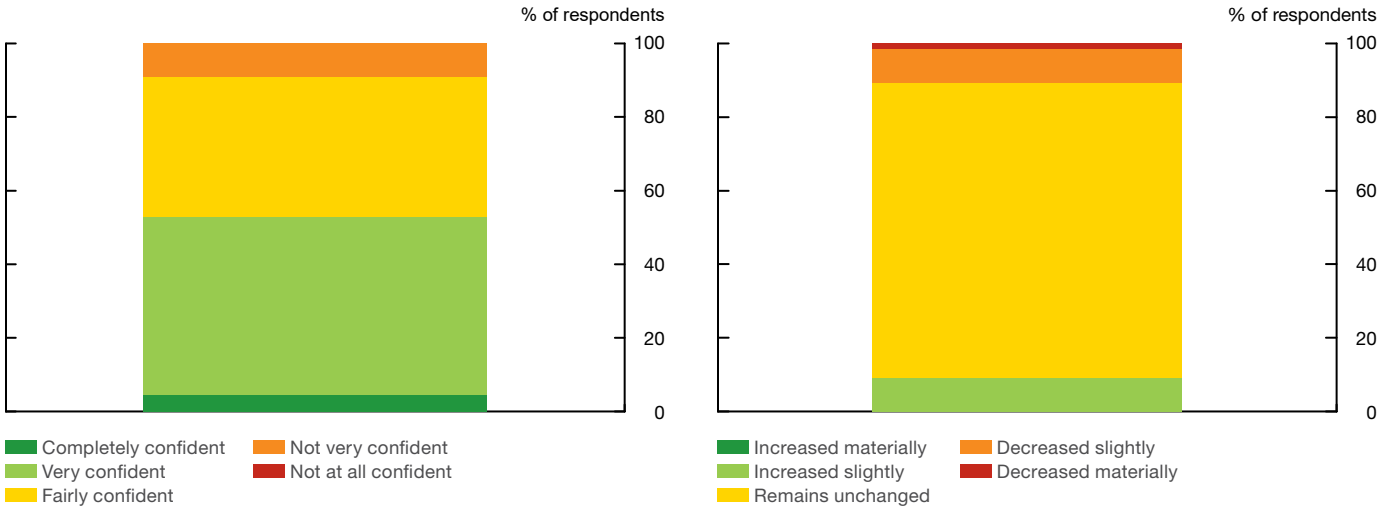 % of respondents
100
80
60
40
20
0
Completely confident
Very confident
Fairly confident
Not very confident
Not at all confident
% of respondents
100
80
60
40
20
0
Increased materially
Increased slightly
Remains unchanged
Decreased slightly
Decreased materially